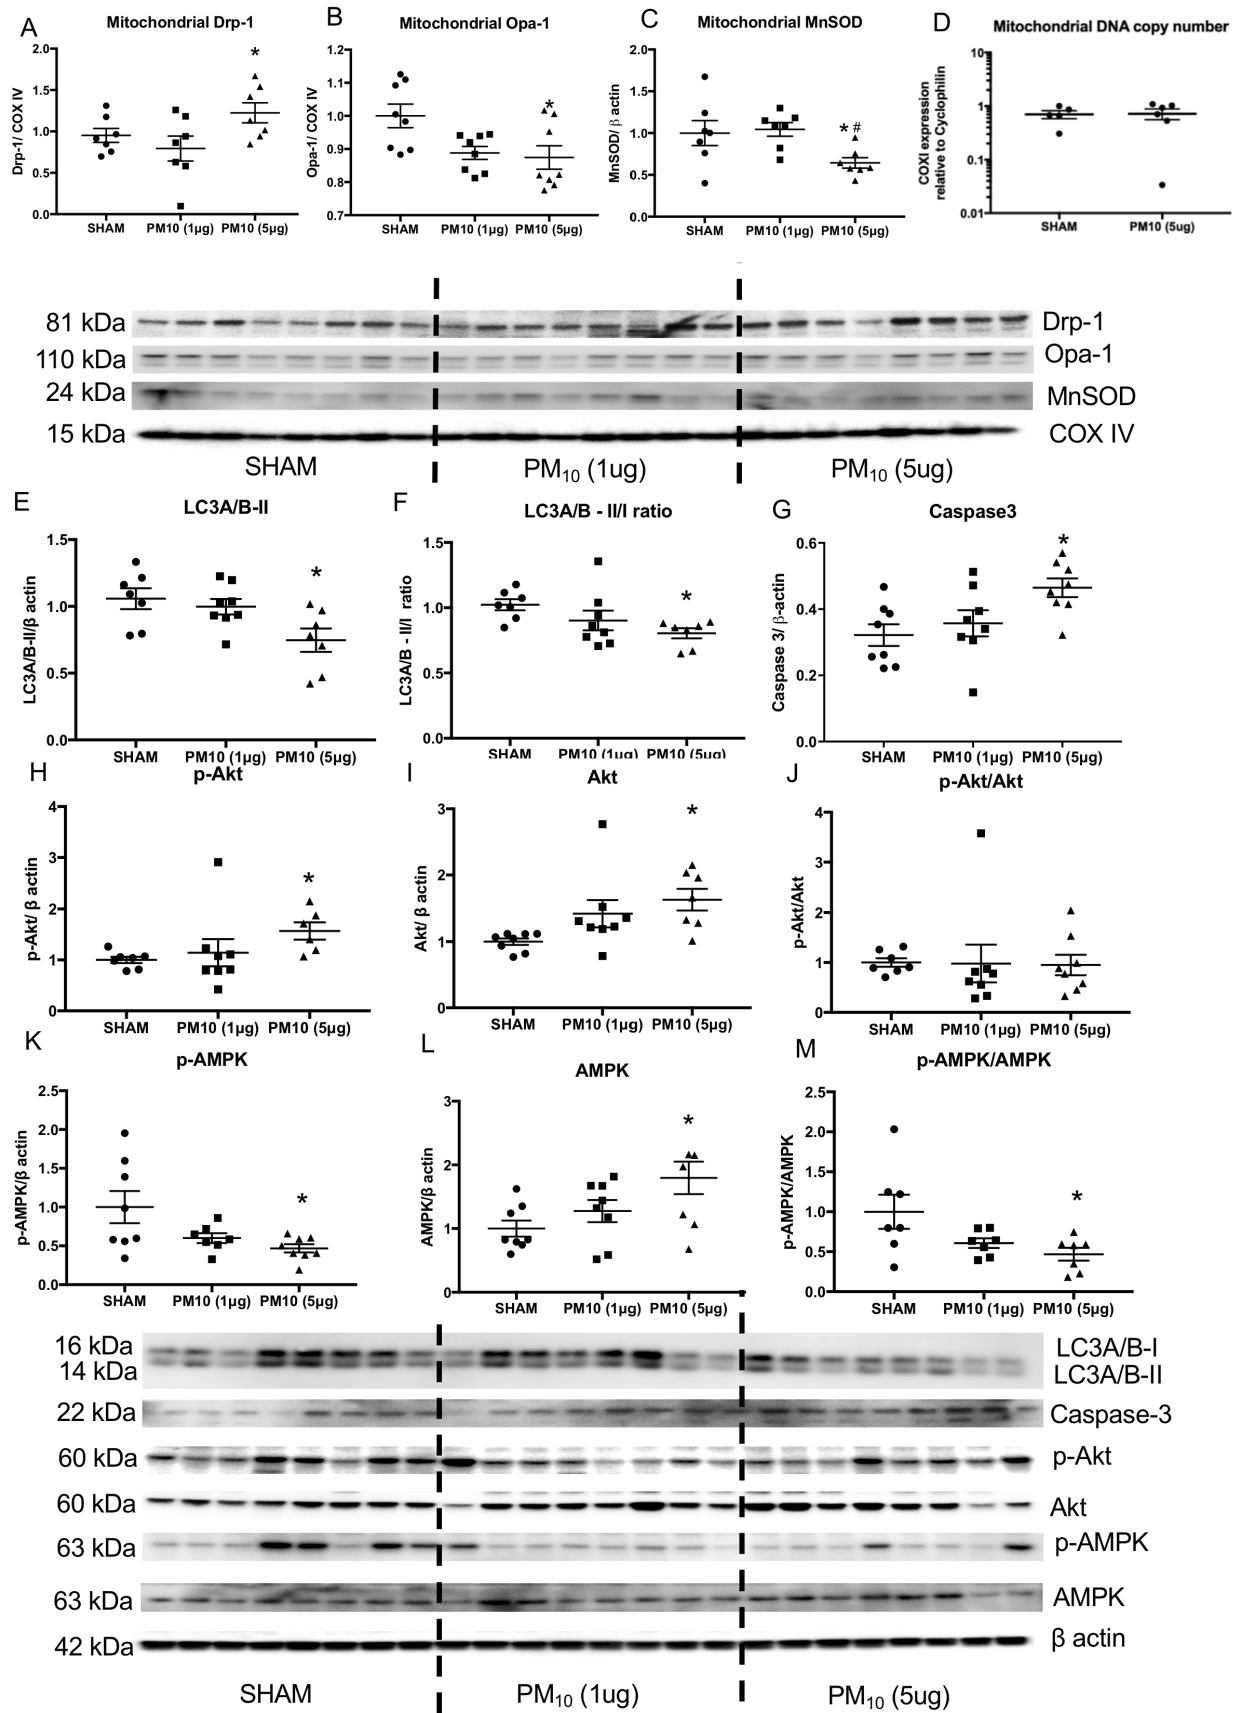 A
Mitochondrial Drp-1
Drp-1/ COX IV
2.0
1.5
1.0
0.5
0.0
*
SHAM PM10 (1µg) PM10 (5µg)
B
Mitochondrial Opa-1
Opa-1/ COX IV
1.2
1.1
1.0
0.9
0.8
0.7
*
SHAM PM10 (1µg) PM10 (5µg)
C
Mitochondrial MnSOD
MnSOD/ β actin
2.0
1.5
1.0
0.5
0.0
* #
SHAM PM10 (1µg) PM10 (5µg)
D
Mitochondrial DNA copy number
COXI expression
relative to Cyclophilin
10
1
0.1
0.01
SHAM PM10 (5ug)
81 kDa Drp-1
110 kDa Opa-1
24 kDa MnSOD
15 kDa COX IV
SHAM PM10 (1ug) PM10 (5ug)
E
LC3A/B-II
LC3A/B-II/β actin
1.5
1.0
0.5
0.0
*
SHAM PM10 (1µg) PM10 (5µg)
F
LC3A/B - II/I ratio
LC3A/B - II/I ratio
1.5
1.0
0.5
0.0
*
SHAM PM10 (1µg) PM10 (5µg)
G
Caspase3
Caspase 3/ β-actin
0.6
0.4
0.2
0.0
*
SHAM PM10 (1µg) PM10 (5µg)
H
p-Akt
p-Akt/ β actin
4
3
2
1
0
*
SHAM PM10 (1µg) PM10 (5µg)
I
Akt
Akt/ β actin
3
2
1
0
*
SHAM PM10 (1µg) PM10 (5µg)
J
p-Akt/Akt
p-Akt/Akt
4
3
2
1
0
SHAM PM10 (1µg) PM10 (5µg)
K
p-AMPK
p-AMPK/β actin
2.5
2.0
1.5
1.0
0.5
0.0
*
SHAM PM10 (1µg) PM10 (5µg)
L
AMPK
AMPK/β actin
3
2
1
0
*
SHAM PM10 (1µg) PM10 (5µg)
M
p-AMPK/AMPK
p-AMPK/AMPK
2.5
2.0
1.5
1.0
0.5
0.0
*
SHAM PM10 (1µg) PM10 (5µg)
16 kDa LC3A/B-I
14 kDa LC3A/B-II
22 kDa Caspase-3
60 kDa p-Akt
60 kDa Akt
63 kDa p-AMPK
63 kDa AMPK
42 kDa β actin
SHAM PM10 (1ug) PM10 (5ug)